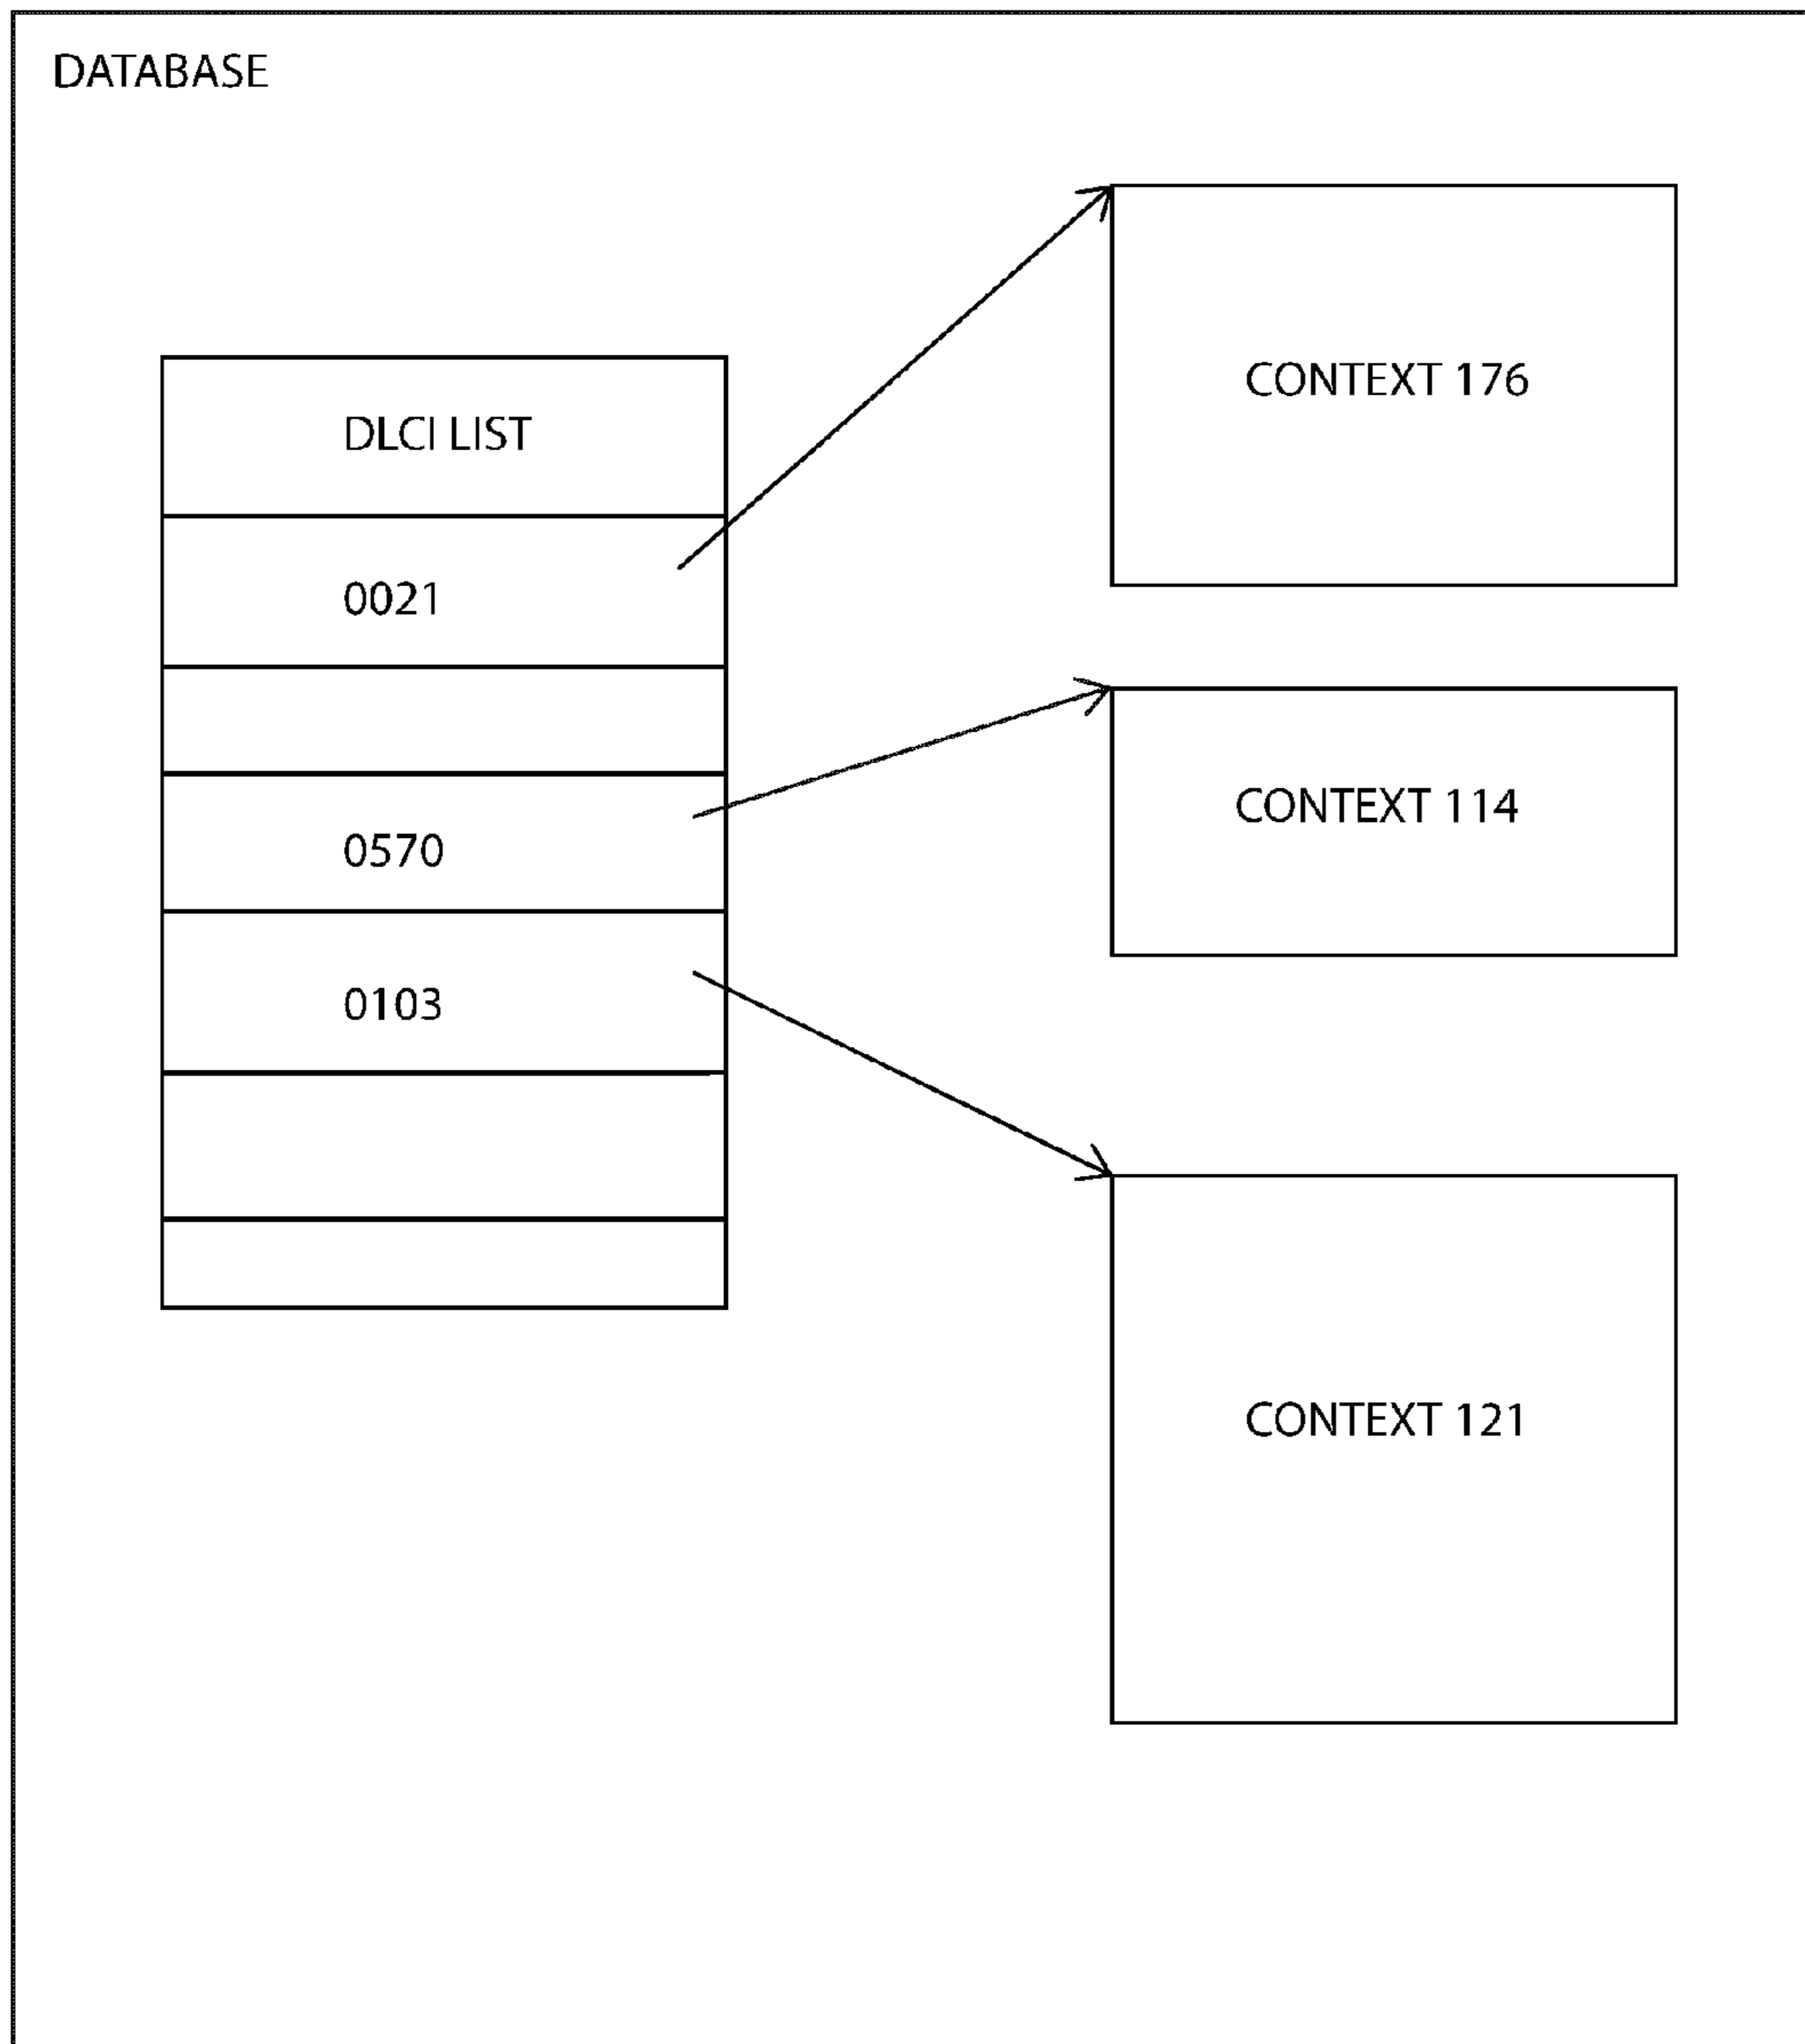 DATABASE
DLCI LIST
0021
0570
0103
CONTEXT 176
CONTEXT 114
CONTEXT 121